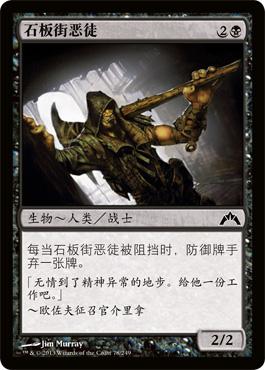 石板街恶徒 2
生物～人类／战士
每当石板街恶徒被阻挡时，防御牌手
弃一张牌。
「无情到了精神异常的地步。给他一份工
作吧。」
～欧佐夫征召官介里拿
2/2
Jim Murray
™ & © 2013 Wizards of the Coast 78/249